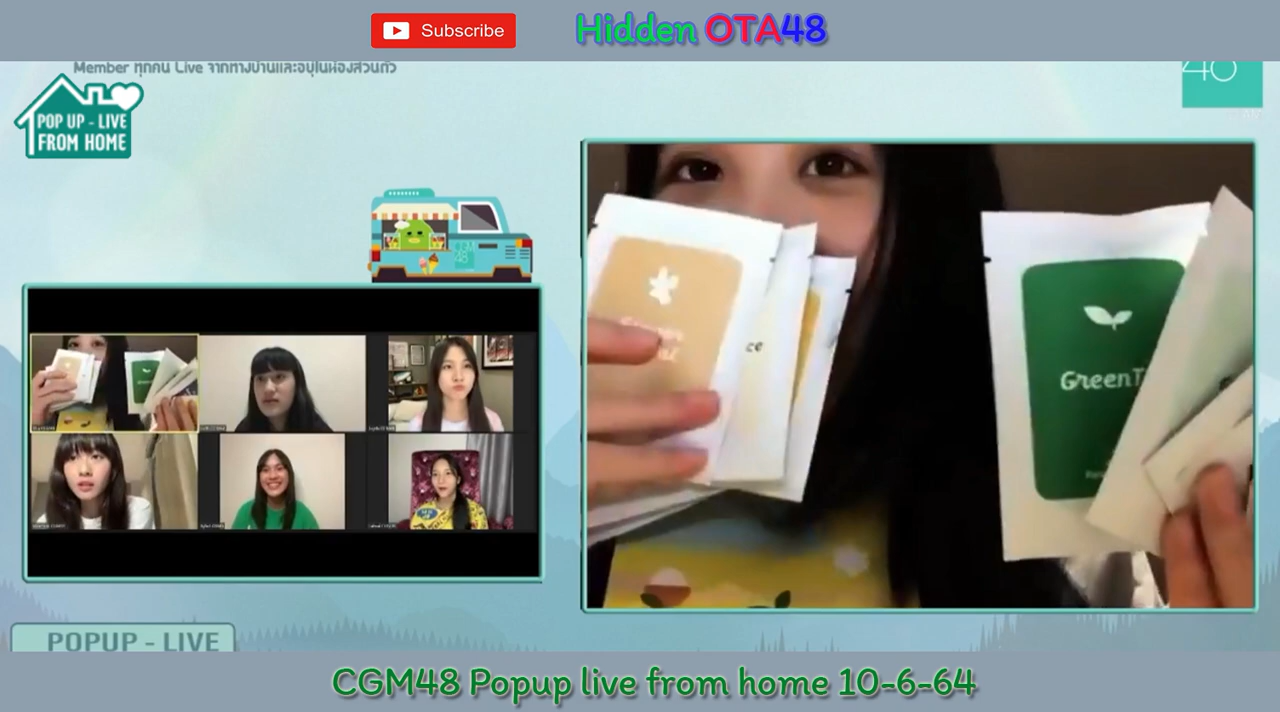 Subscribe
Hidden OTA48
Member ทุกคน Live จากทางบ้านและอยู่ในห้องส่วนตัว
POP UP - LIVE
FROM HOME
48
GreenT
POPUP - LIVE
CGM48 Popup live from home 10-6-64